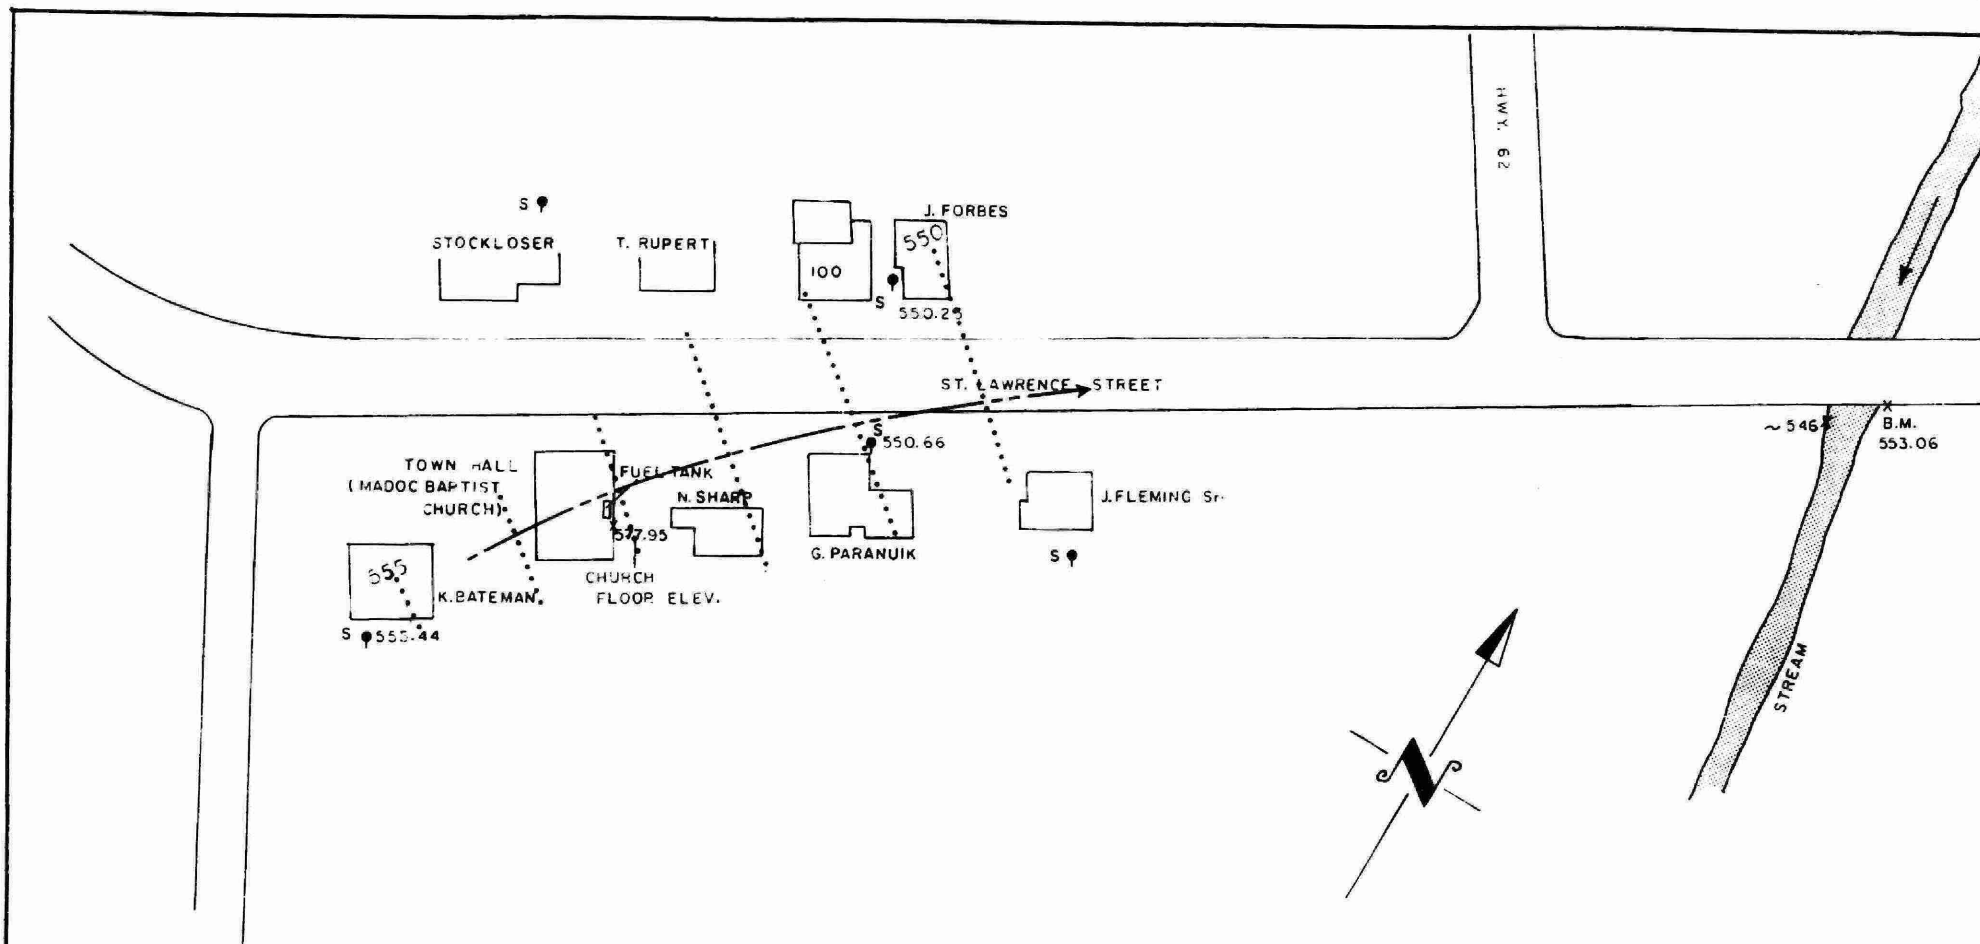 HWY. 62
S
J. FORBES
STOCKLOSER
T. RUPERT
550
100
S
550.25
ST. LAWRENCE STREET
S
550.66
~ 546
B.M.
553.06
TOWN HALL
(MADOC BAPTIST
CHURCH)
FUEL TANK
N. SHARP
J. FLEMING Sr.
577.95
G. PARANUIK
S
555
K. BATEMAN
CHURCH
FLOOR ELEV.
S
STREAM
N